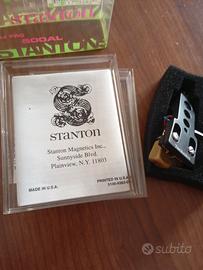 500AL
STANTON
STANTON
Stanton Magnetics Inc.,
Sunnyside Blvd.
Plainview, N.Y. 11803
MADE IN U.S.A.
PRINTED IN U.S.A.
subito